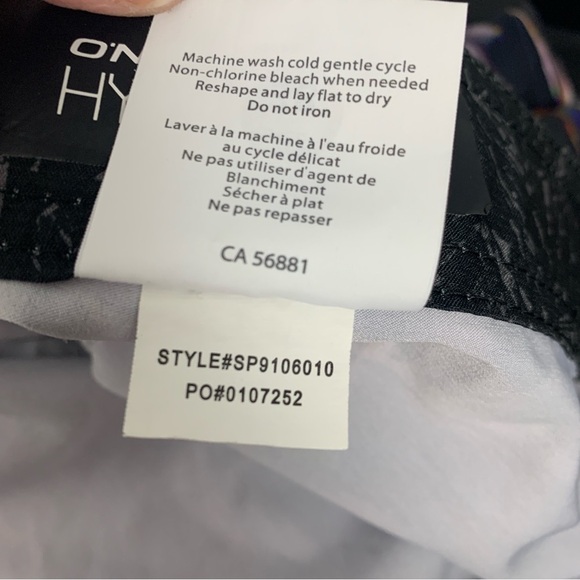 O'N
HY
Machine wash cold gentle cycle
Non-chlorine bleach when needed
Reshape and lay flat to dry
Do not iron
Laver à la machine à l'eau froide
au cycle délicat
Ne pas utiliser d'agent de
Blanchiment
Sécher à plat
Ne pas repasser
CA 56881
STYLE#SP9106010
PO#0107252